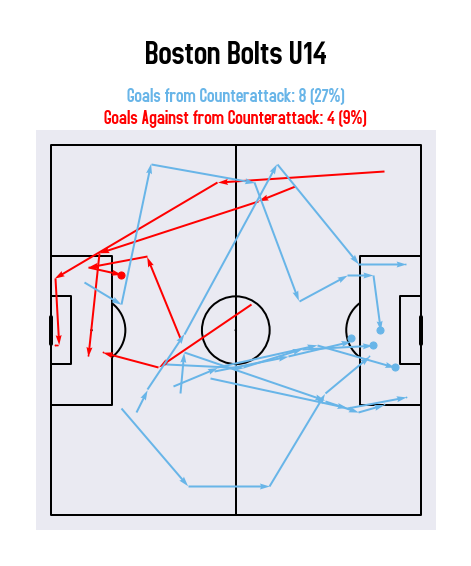 Boston Bolts U14
Goals from Counterattack: 8 (27%)
Goals Against from Counterattack: 4 (9%)